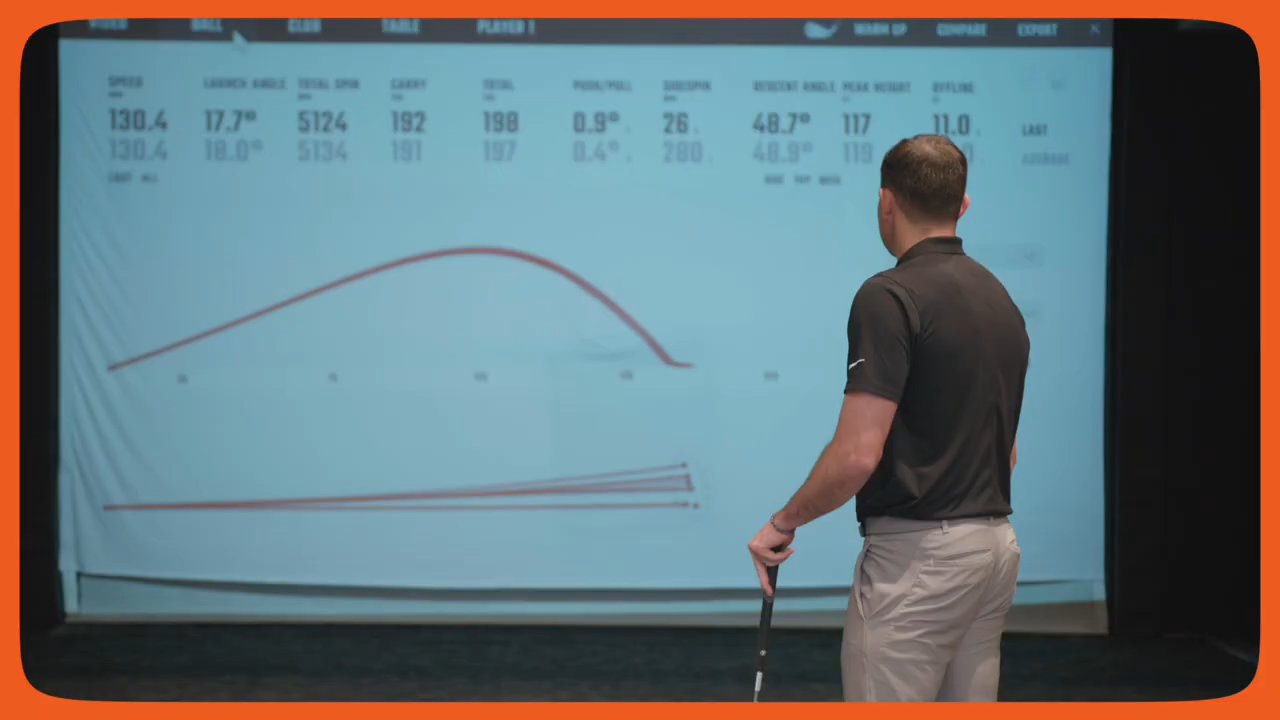 VIDEO BALL CLUB TABLE PLAYER 1 WARM UP COMPARE EXPORT X
SPEED LAUNCH ANGLE TOTAL SPIN CARRY TOTAL PUSH/PULL SIDESPIN DESCENT ANGLE PEAK HEIGHT OFFLINE
130.4 17.7° 5124 192 198 0.9° 26 48.7° 117 11.0 LAST
130.4 18.0° 5134 191 197 0.4° 280 48.9° 119 AVERAGE